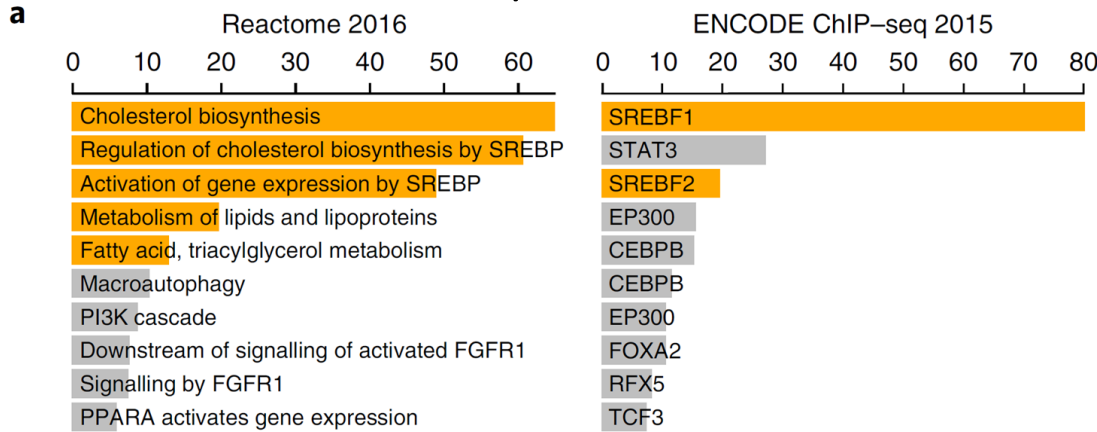 a
Reactome 2016
0 10 20 30 40 50 60
Cholesterol biosynthesis
Regulation of cholesterol biosynthesis by SREBP
Activation of gene expression by SREBP
Metabolism of lipids and lipoproteins
Fatty acid, triacylglycerol metabolism
Macroautophagy
PI3K cascade
Downstream of signalling of activated FGFR1
Signalling by FGFR1
PPARA activates gene expression
ENCODE ChIP–seq 2015
0 10 20 30 40 50 60 70 80
SREBF1
STAT3
SREBF2
EP300
CEBPB
CEBPB
EP300
FOXA2
RFX5
TCF3